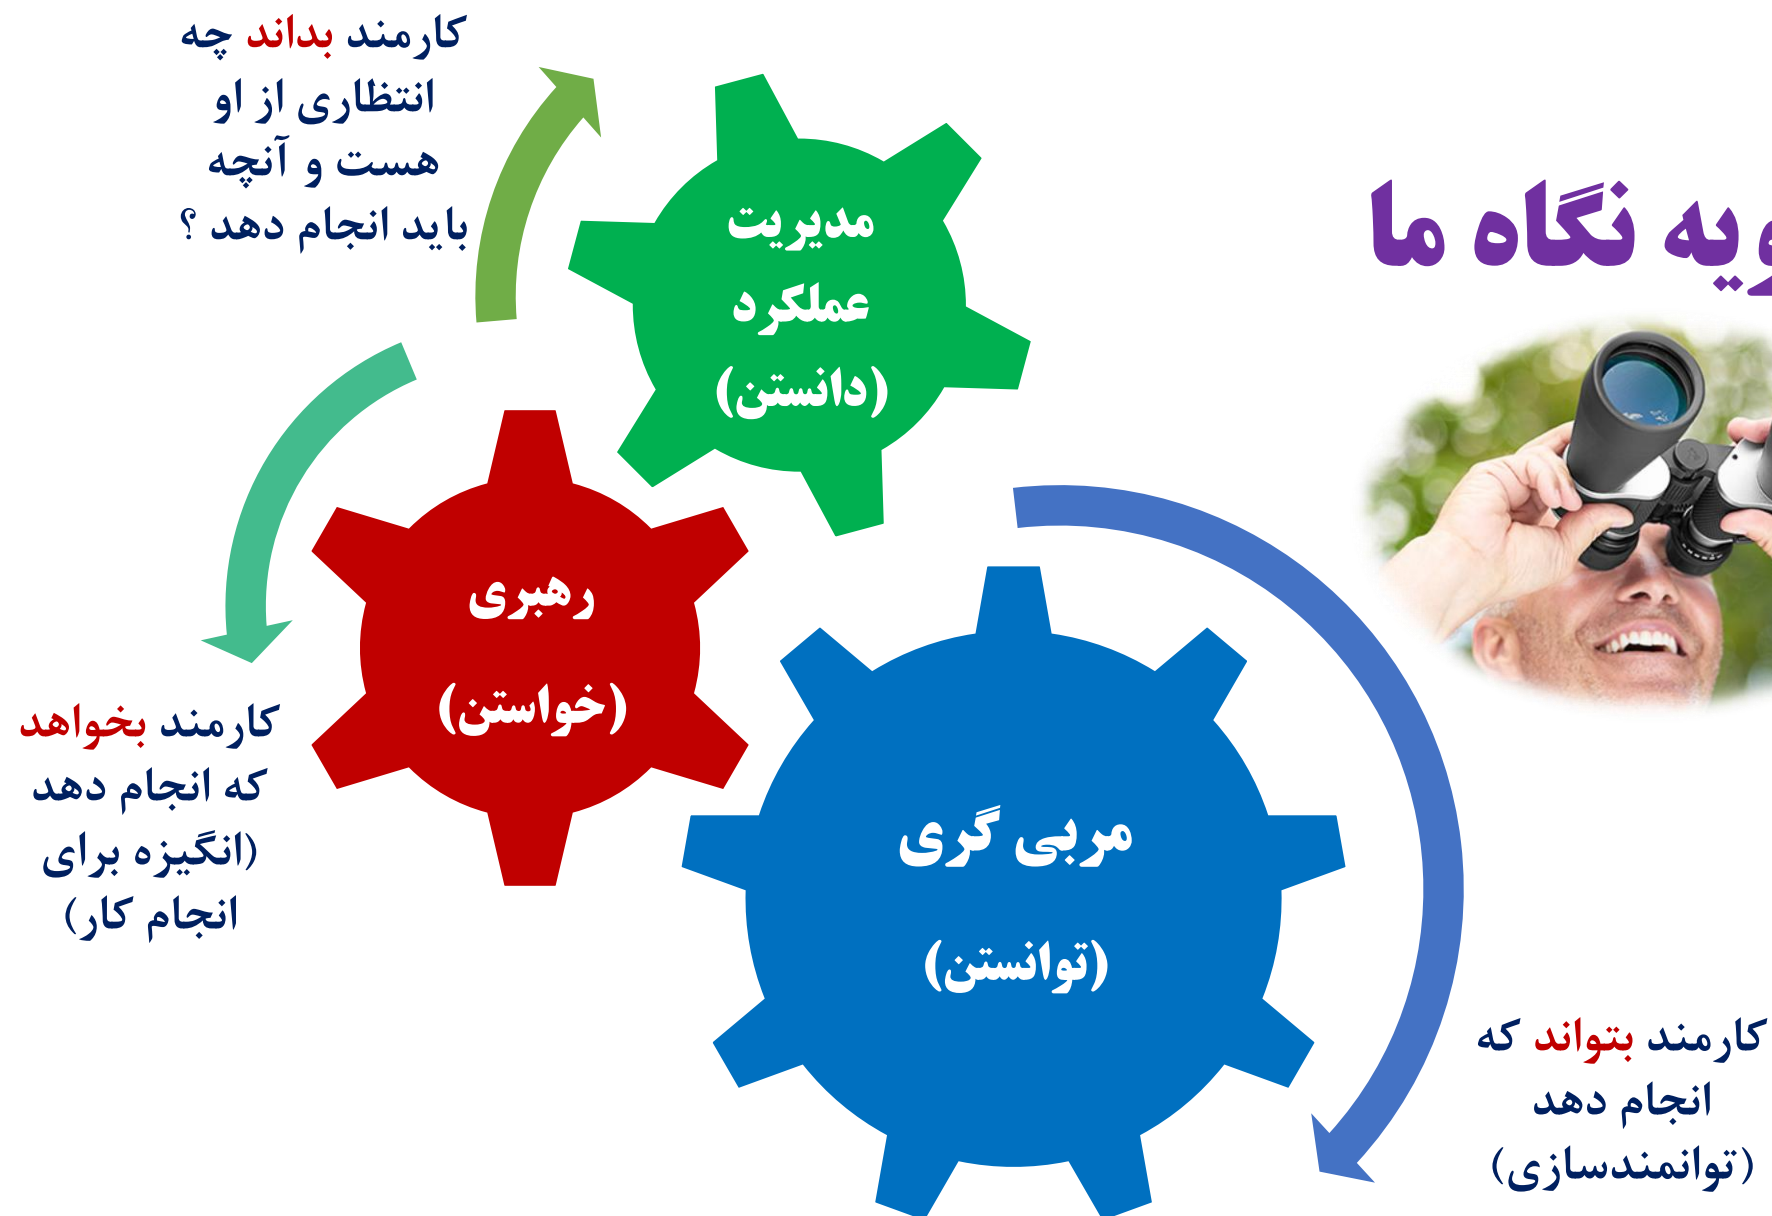 نگاه ما
کارمند بداند چه
انتظاری از او
هست و آنچه
باید انجام دهد ؟
مدیریت
عملکرد
(دانستن)
رهبری
(خواستن)
کارمند بخواهد
که انجام دهد
(انگیزه برای
انجام کار)
مربی گری
(توانستن)
کارمند بتواند که
انجام دهد
(توانمندسازی)